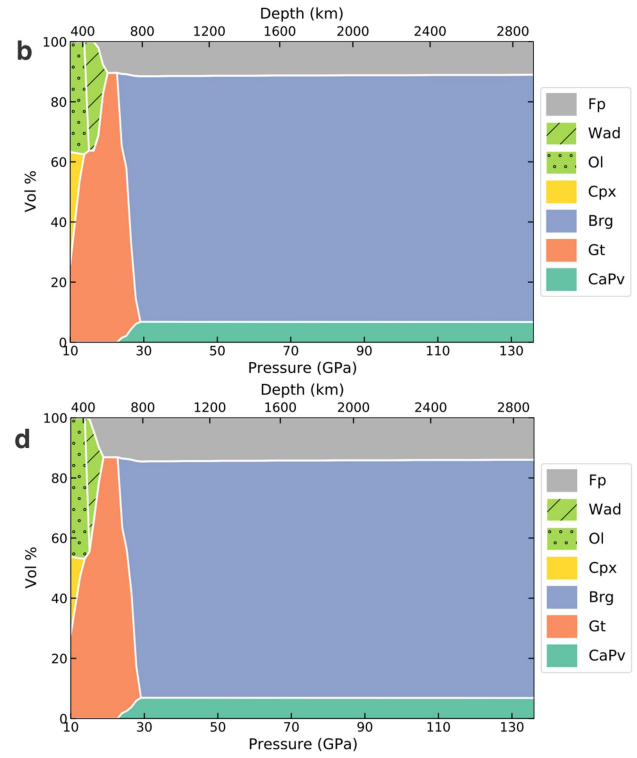 Depth (km)
400 800 1200 1600 2000 2400 2800
b
100
80
60
40
20
0
Vol %
10 30 50 70 90 110 130
Pressure (GPa)
Fp
Wad
Ol
Cpx
Brg
Gt
CaPv
Depth (km)
400 800 1200 1600 2000 2400 2800
d
100
80
60
40
20
0
Vol %
10 30 50 70 90 110 130
Pressure (GPa)
Fp
Wad
Ol
Cpx
Brg
Gt
CaPv